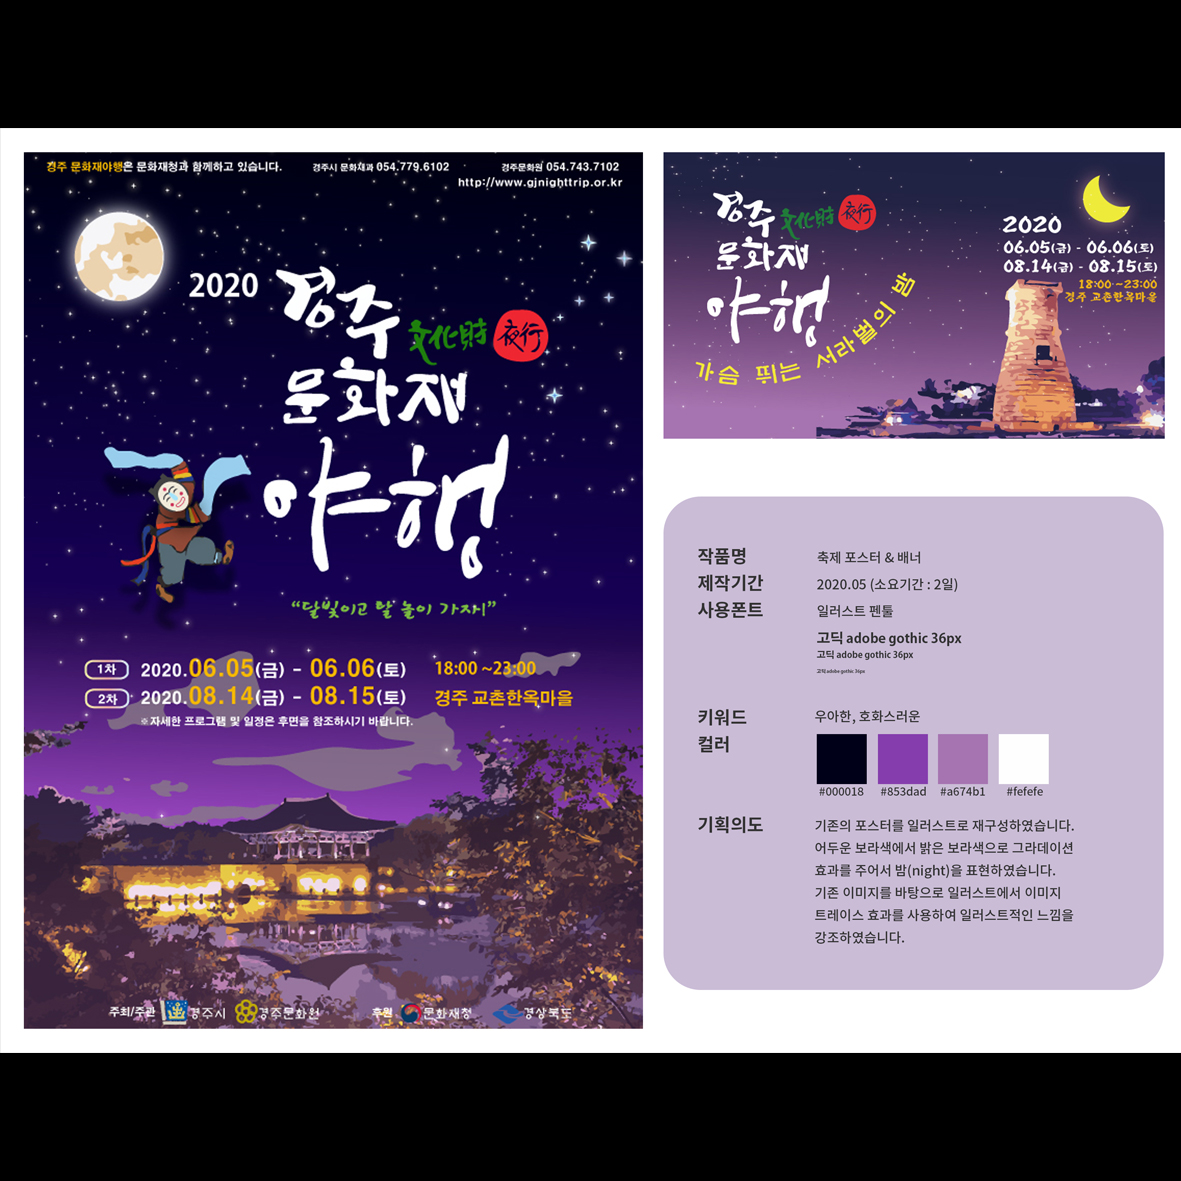 경주 문화재야행은 문화재청과 함께하고 있습니다.
경주시 문화재과 054.779.6102
경주문화원 054.743.7102
http://www.gjnighttrip.or.kr
2020 경주
文化財 夜行
문화재
야행
“달빛이고 탈 놀이 가자!”
1차 2020.06.05(금) - 06.06(토) 18:00 ~23:00
2차 2020.08.14(금) - 08.15(토) 경주 교촌한옥마을
※자세한 프로그램 및 일정은 후면을 참조하시기 바랍니다.
주최/주관 경주시 경주문화원 후원 문화재청 경상북도
경주 文化財 夜行
문화재
야행
가슴 뛰는 서라벌의 밤
2020
06.05(금) - 06.06(토)
08.14(금) - 08.15(토)
18:00 ~23:00
경주 교촌한옥마을
작품명 축제 포스터 & 배너
제작기간 2020.05 (소요기간 : 2일)
사용폰트 일러스트 펜툴
고딕 adobe gothic 36px
고딕 adobe gothic 36px
고딕 adobe gothic 36px
키워드 우아한, 호화스러운
컬러
#000018 #853dad #a674b1 #fefefe
기획의도 기존의 포스터를 일러스트로 재구성하였습니다.
어두운 보라색에서 밝은 보라색으로 그라데이션
효과를 주어서 밤(night)을 표현하였습니다.
기존 이미지를 바탕으로 일러스트에서 이미지
트레이스 효과를 사용하여 일러스트적인 느낌을
강조하였습니다.